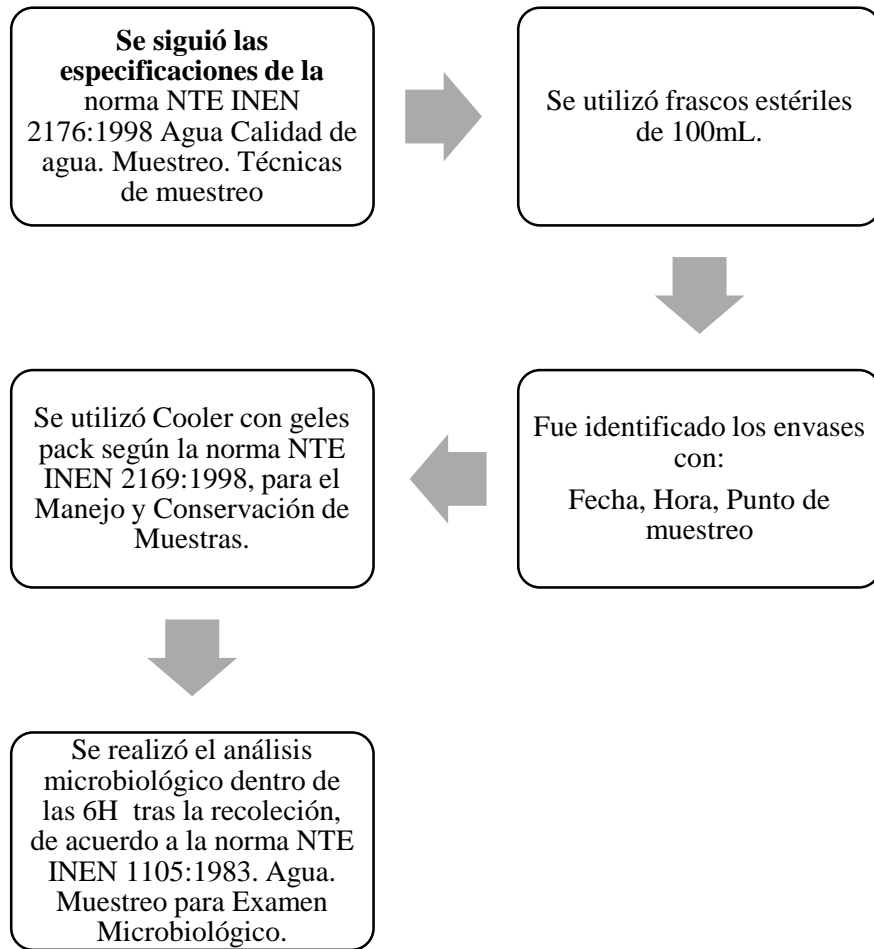 Se siguió las
especificaciones de la
norma NTE INEN
2176:1998 Agua Calidad de
agua. Muestreo. Técnicas
de muestreo
Se utilizó frascos estériles
de 100mL.
Fue identificado los envases
con:
Fecha, Hora, Punto de
muestreo
Se utilizó Cooler con geles
pack según la norma NTE
INEN 2169:1998, para el
Manejo y Conservación de
Muestras.
Se realizó el análisis
microbiológico dentro de
las 6H tras la recoleción,
de acuerdo a la norma NTE
INEN 1105:1983. Agua.
Muestreo para Examen
Microbiológico.